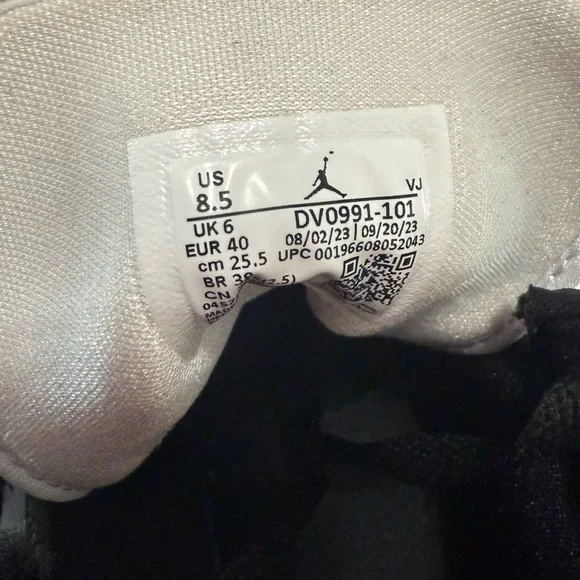 US
8.5
VJ
UK 6
DV0991-101
EUR 40
08/02/23 | 09/20/23
cm 25.5
UPC 00196608052043
BR
CN